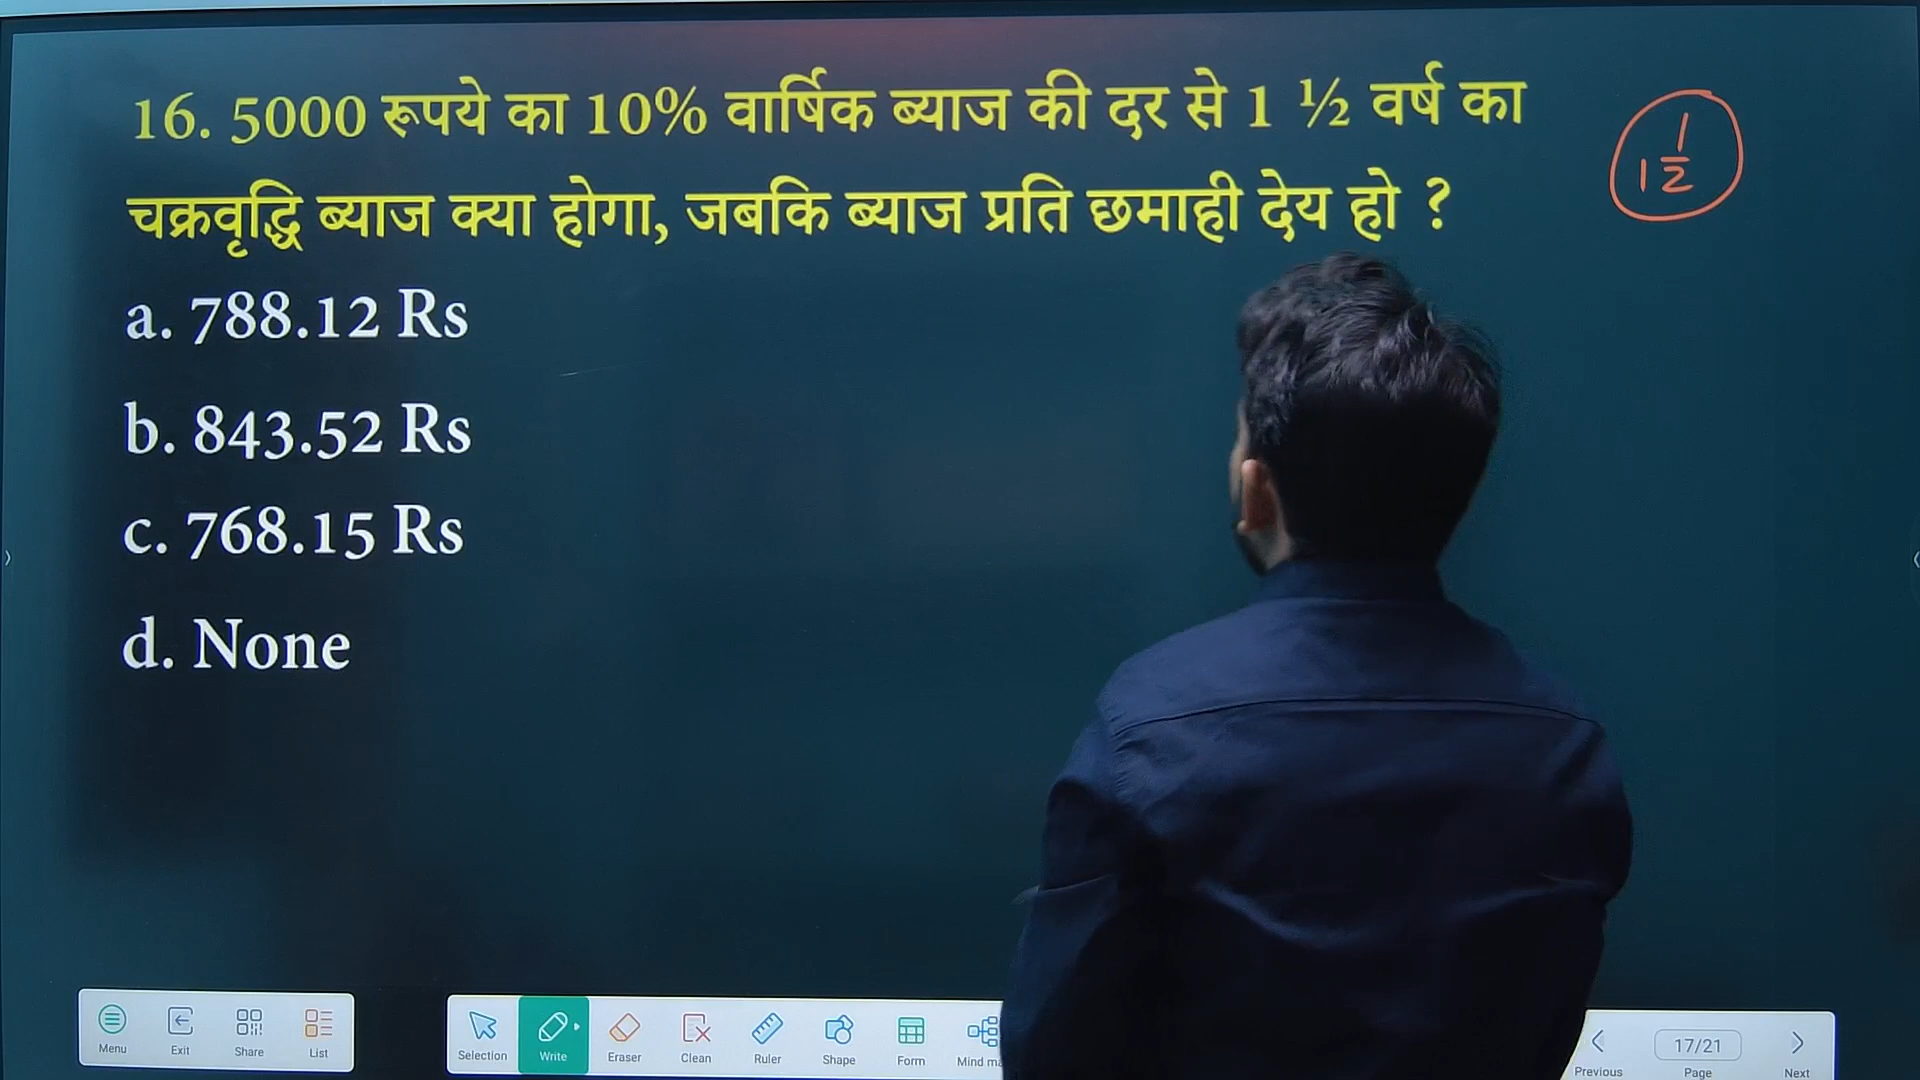 16. 5000 रूपये का 10% वार्षिक ब्याज की दर से 1 ½ वर्ष का
चक्रवृद्धि ब्याज क्या होगा, जबकि ब्याज प्रति छमाही देय हो ?
1 1/2
a. 788.12 Rs
b. 843.52 Rs
c. 768.15 Rs
d. None
Menu Exit Share List
Selection Write Eraser Clean Ruler Shape Form Mind ma
Previous 17/21 Page Next